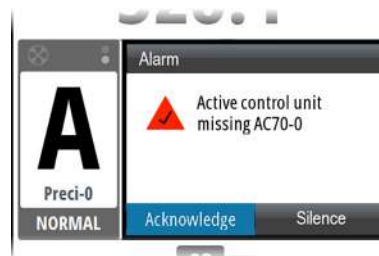 Alarm
A
Active control unit
missing AC70-0
Preci-0
NORMAL
Acknowledge
Silence